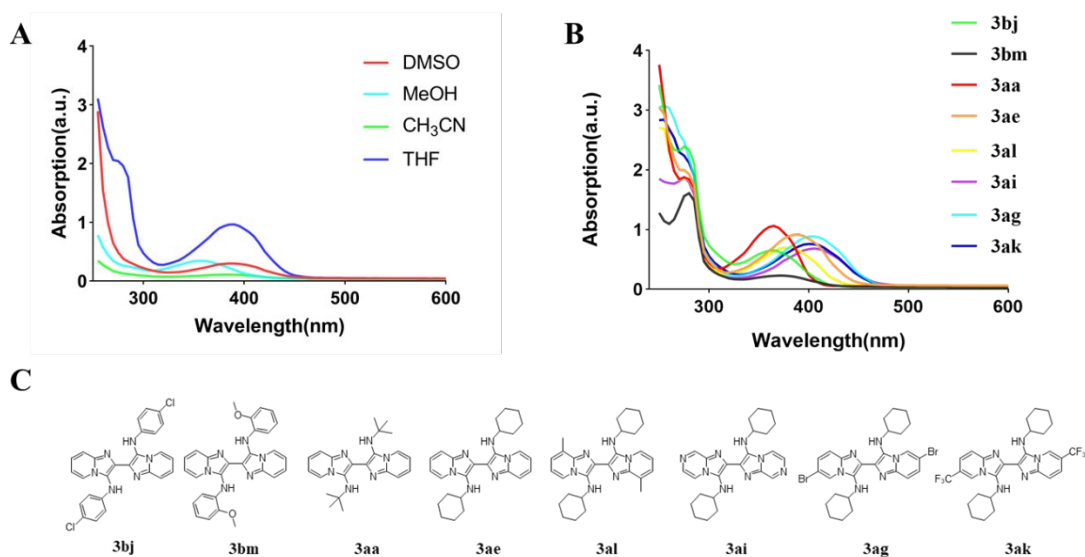 A
4
3
2
1
0
Absorption(a.u.)
300
400
500
600
Wavelength(nm)
DMSO
MeOH
CH₃CN
THF
B
4
3
2
1
0
Absorption(a.u.)
300
400
500
600
Wavelength(nm)
3bj
3bm
3aa
3ae
3al
3ai
3ag
3ak
C
Cl
HN
N N
N N
NH
Cl
3bj
O
HN
N N
N N
NH
O
3bm
HN
N N
N N
NH
3aa
HN
N N
N N
NH
3ae
HN
N N
N N
NH
3al
HN
N N N
N N N
NH
3ai
HN
N N Br
Br N N
NH
3ag
HN
N N CF₃
F₃C N N
NH
3ak